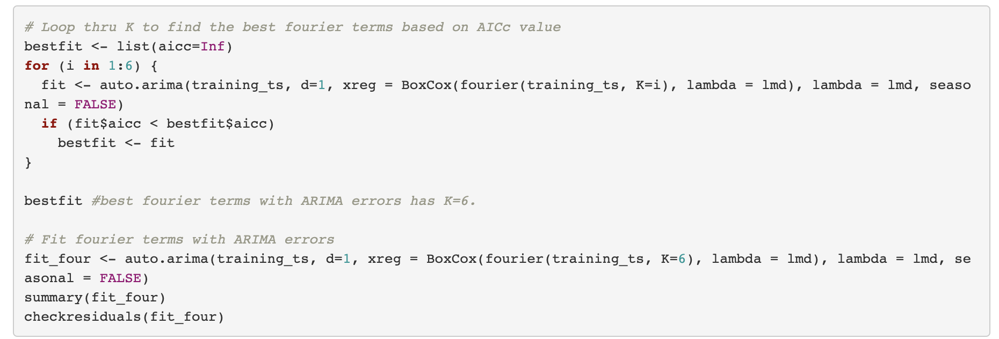 # Loop thru K to find the best fourier terms based on AICc value
bestfit <- list(aicc=Inf)
for (i in 1:6) {
  fit <- auto.arima(training_ts, d=1, xreg = BoxCox(fourier(training_ts, K=i), lambda = lmd), lambda = lmd, seaso
nal = FALSE)
  if (fit$aicc < bestfit$aicc)
    bestfit <- fit
}

bestfit #best fourier terms with ARIMA errors has K=6.

# Fit fourier terms with ARIMA errors
fit_four <- auto.arima(training_ts, d=1, xreg = BoxCox(fourier(training_ts, K=6), lambda = lmd), lambda = lmd, se
asonal = FALSE)
summary(fit_four)
checkresiduals(fit_four)